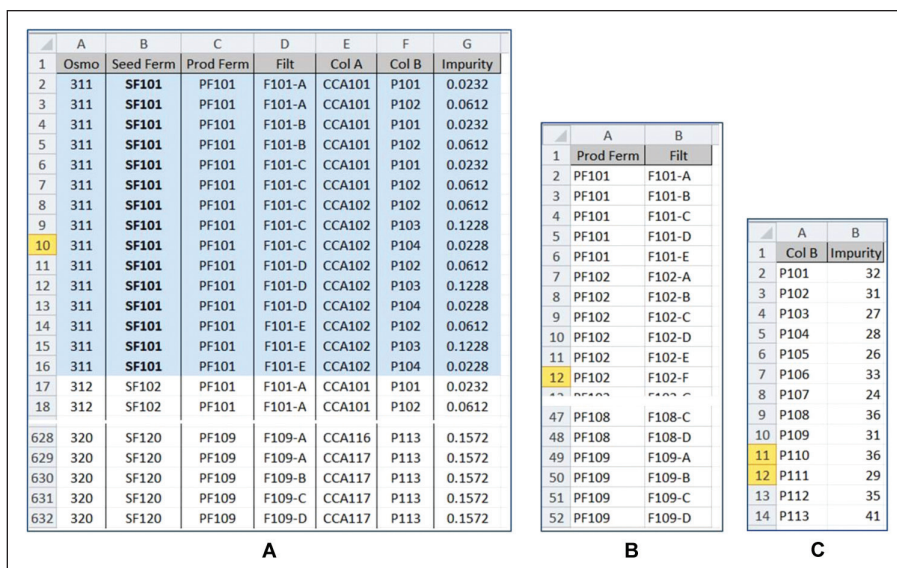 A B C D E F G
1 Osmo Seed Ferm Prod Ferm Filt Col A Col B Impurity
2 311 SF101 PF101 F101-A CCA101 P101 0.0232
3 311 SF101 PF101 F101-A CCA101 P102 0.0612
4 311 SF101 PF101 F101-B CCA101 P101 0.0232
5 311 SF101 PF101 F101-B CCA101 P102 0.0612
6 311 SF101 PF101 F101-C CCA101 P101 0.0232
7 311 SF101 PF101 F101-C CCA101 P102 0.0612
8 311 SF101 PF101 F101-C CCA102 P102 0.0612
9 311 SF101 PF101 F101-C CCA102 P103 0.1228
10 311 SF101 PF101 F101-C CCA102 P104 0.0228
11 311 SF101 PF101 F101-D CCA102 P102 0.0612
12 311 SF101 PF101 F101-D CCA102 P103 0.1228
13 311 SF101 PF101 F101-D CCA102 P104 0.0228
14 311 SF101 PF101 F101-E CCA102 P102 0.0612
15 311 SF101 PF101 F101-E CCA102 P103 0.1228
16 311 SF101 PF101 F101-E CCA102 P104 0.0228
17 312 SF102 PF101 F101-A CCA101 P101 0.0232
18 312 SF102 PF101 F101-A CCA101 P102 0.0612
628 320 SF120 PF109 F109-A CCA116 P113 0.1572
629 320 SF120 PF109 F109-A CCA117 P113 0.1572
630 320 SF120 PF109 F109-B CCA117 P113 0.1572
631 320 SF120 PF109 F109-C CCA117 P113 0.1572
632 320 SF120 PF109 F109-D CCA117 P113 0.1572
A
A B
1 Prod Ferm Filt
2 PF101 F101-A
3 PF101 F101-B
4 PF101 F101-C
5 PF101 F101-D
6 PF101 F101-E
7 PF102 F102-A
8 PF102 F102-B
9 PF102 F102-C
10 PF102 F102-D
11 PF102 F102-E
12 PF102 F102-F
47 PF108 F108-C
48 PF108 F108-D
49 PF109 F109-A
50 PF109 F109-B
51 PF109 F109-C
52 PF109 F109-D
B
A B
1 Col B Impurity
2 P101 32
3 P102 31
4 P103 27
5 P104 28
6 P105 26
7 P106 33
8 P107 24
9 P108 36
10 P109 31
11 P110 36
12 P111 29
13 P112 35
14 P113 41
C